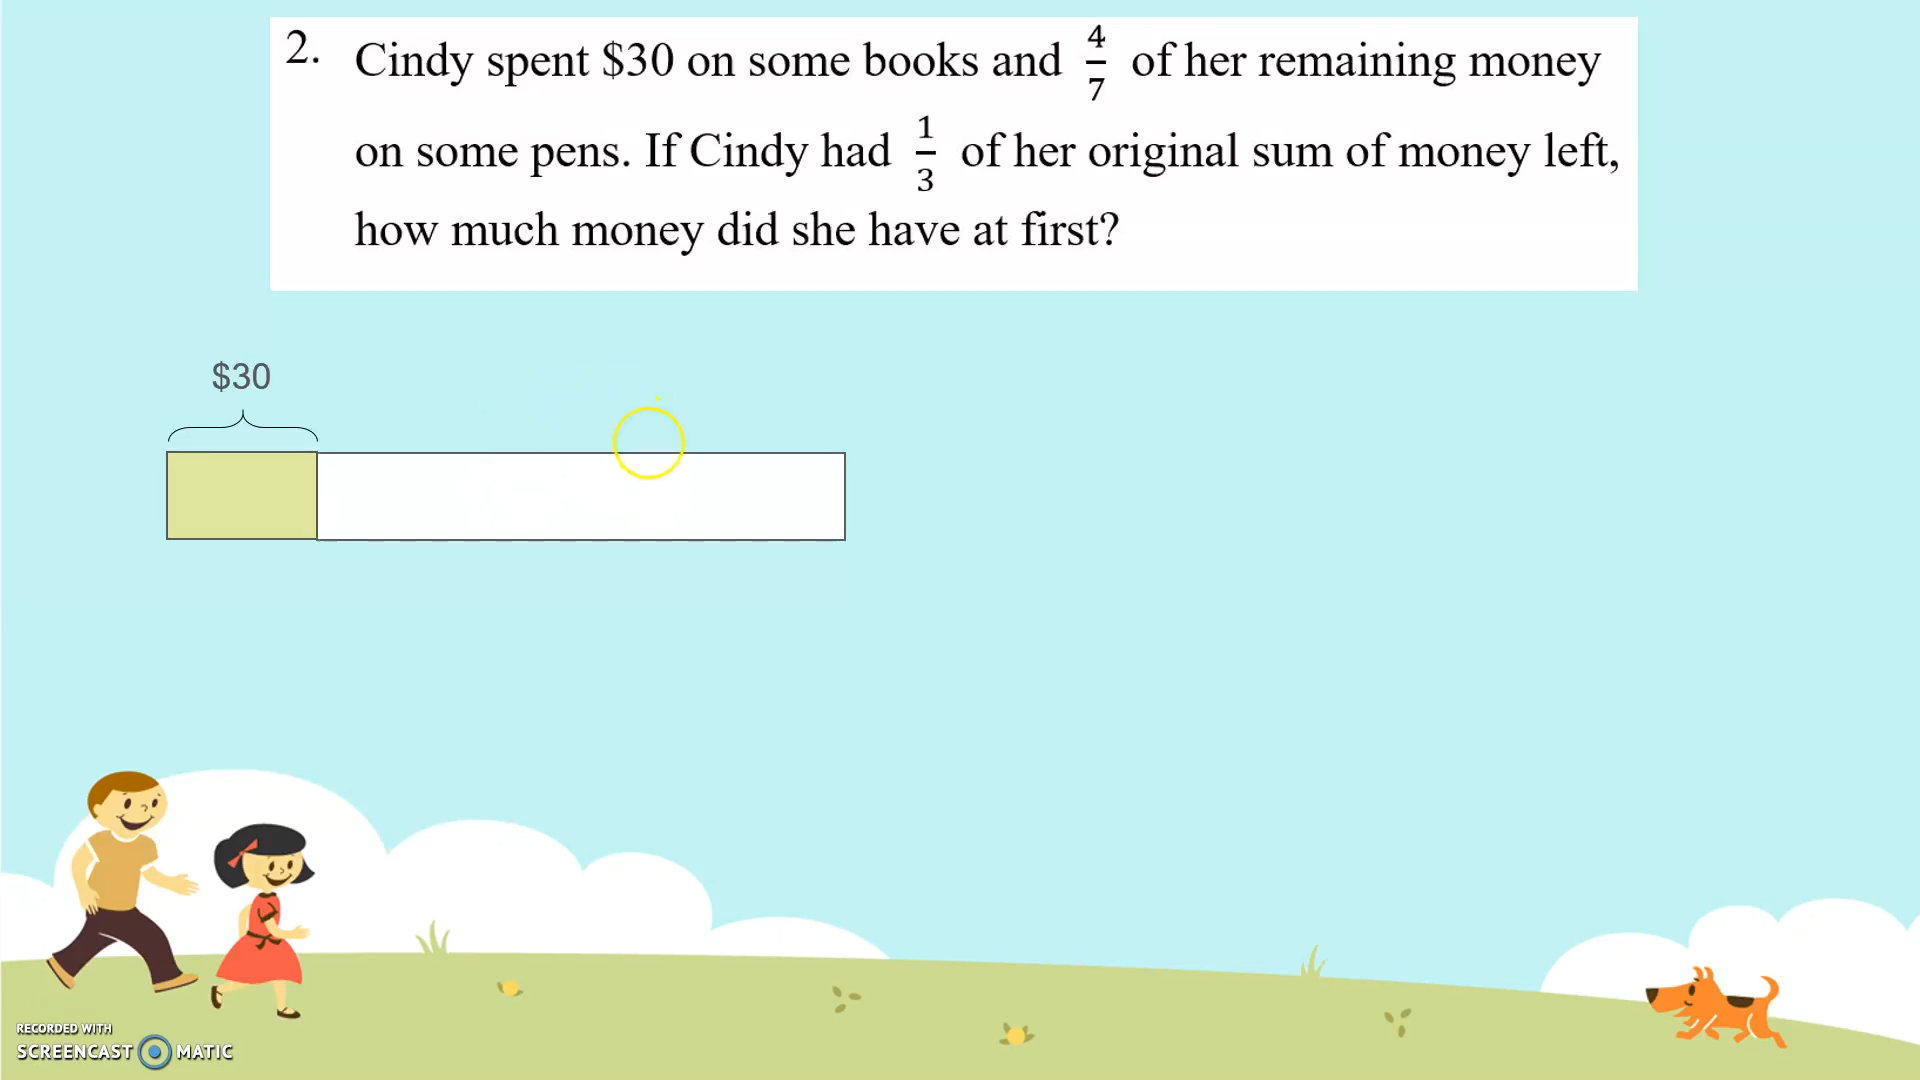 2. Cindy spent $30 on some books and 4/7 of her remaining money
on some pens. If Cindy had 1/3 of her original sum of money left,
how much money did she have at first?
$30
RECORDED WITH
SCREENCAST MATIC